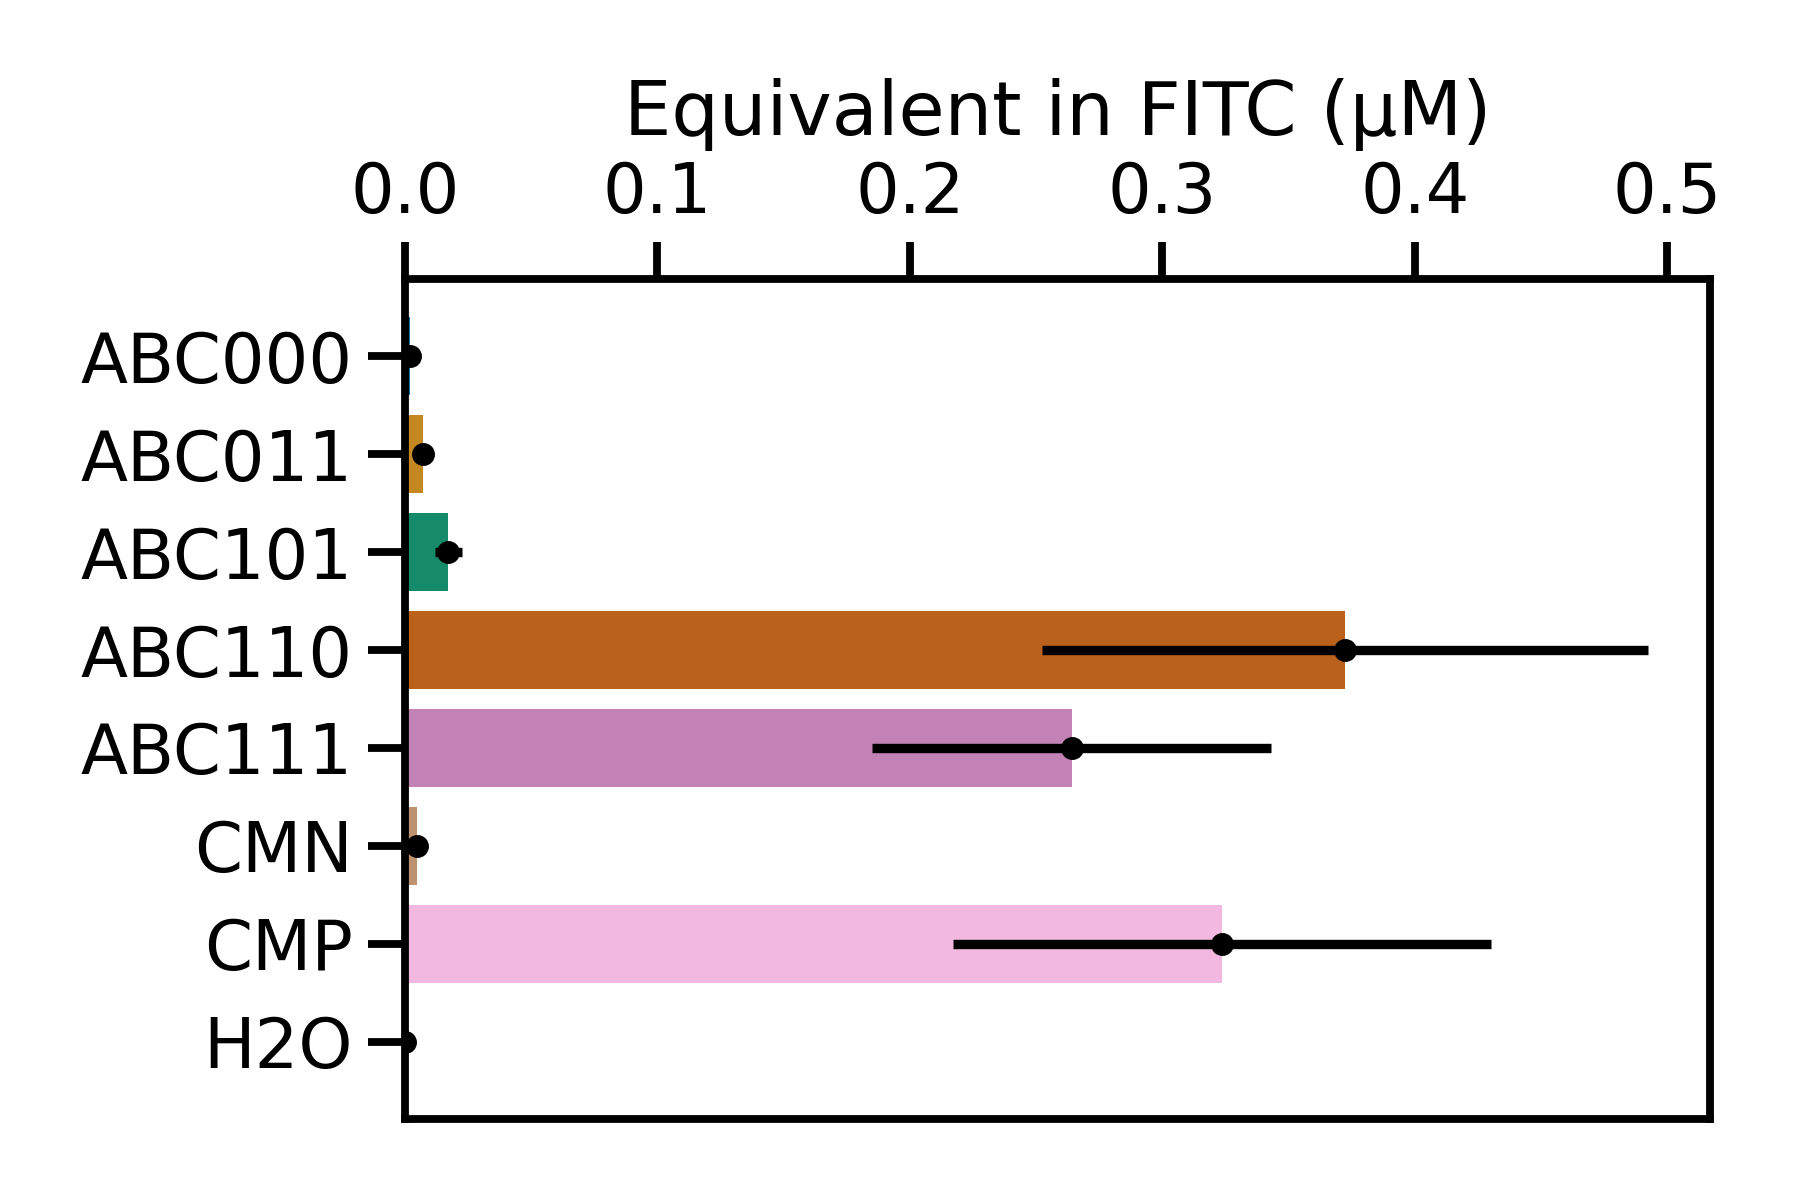 Equivalent in FITC (μM)
0.0 0.1 0.2 0.3 0.4 0.5
ABC000
ABC011
ABC101
ABC110
ABC111
CMN
CMP
H2O